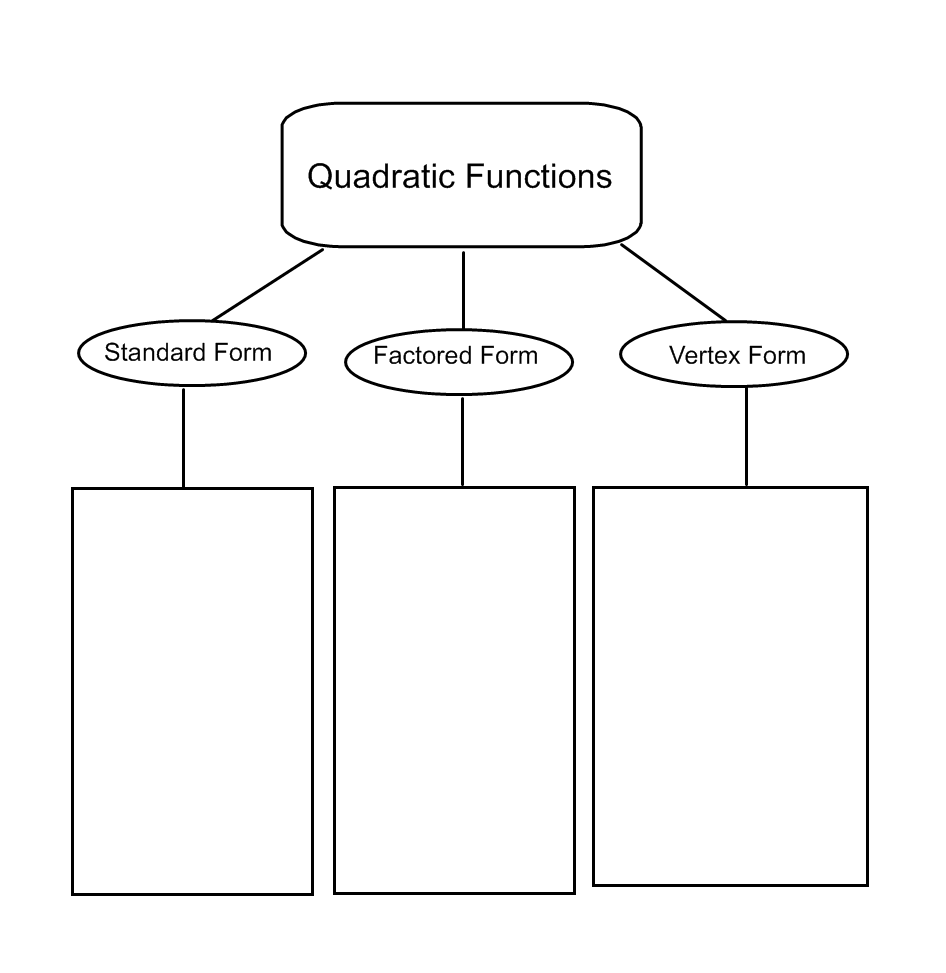 Quadratic Functions
Standard Form
Factored Form
Vertex Form